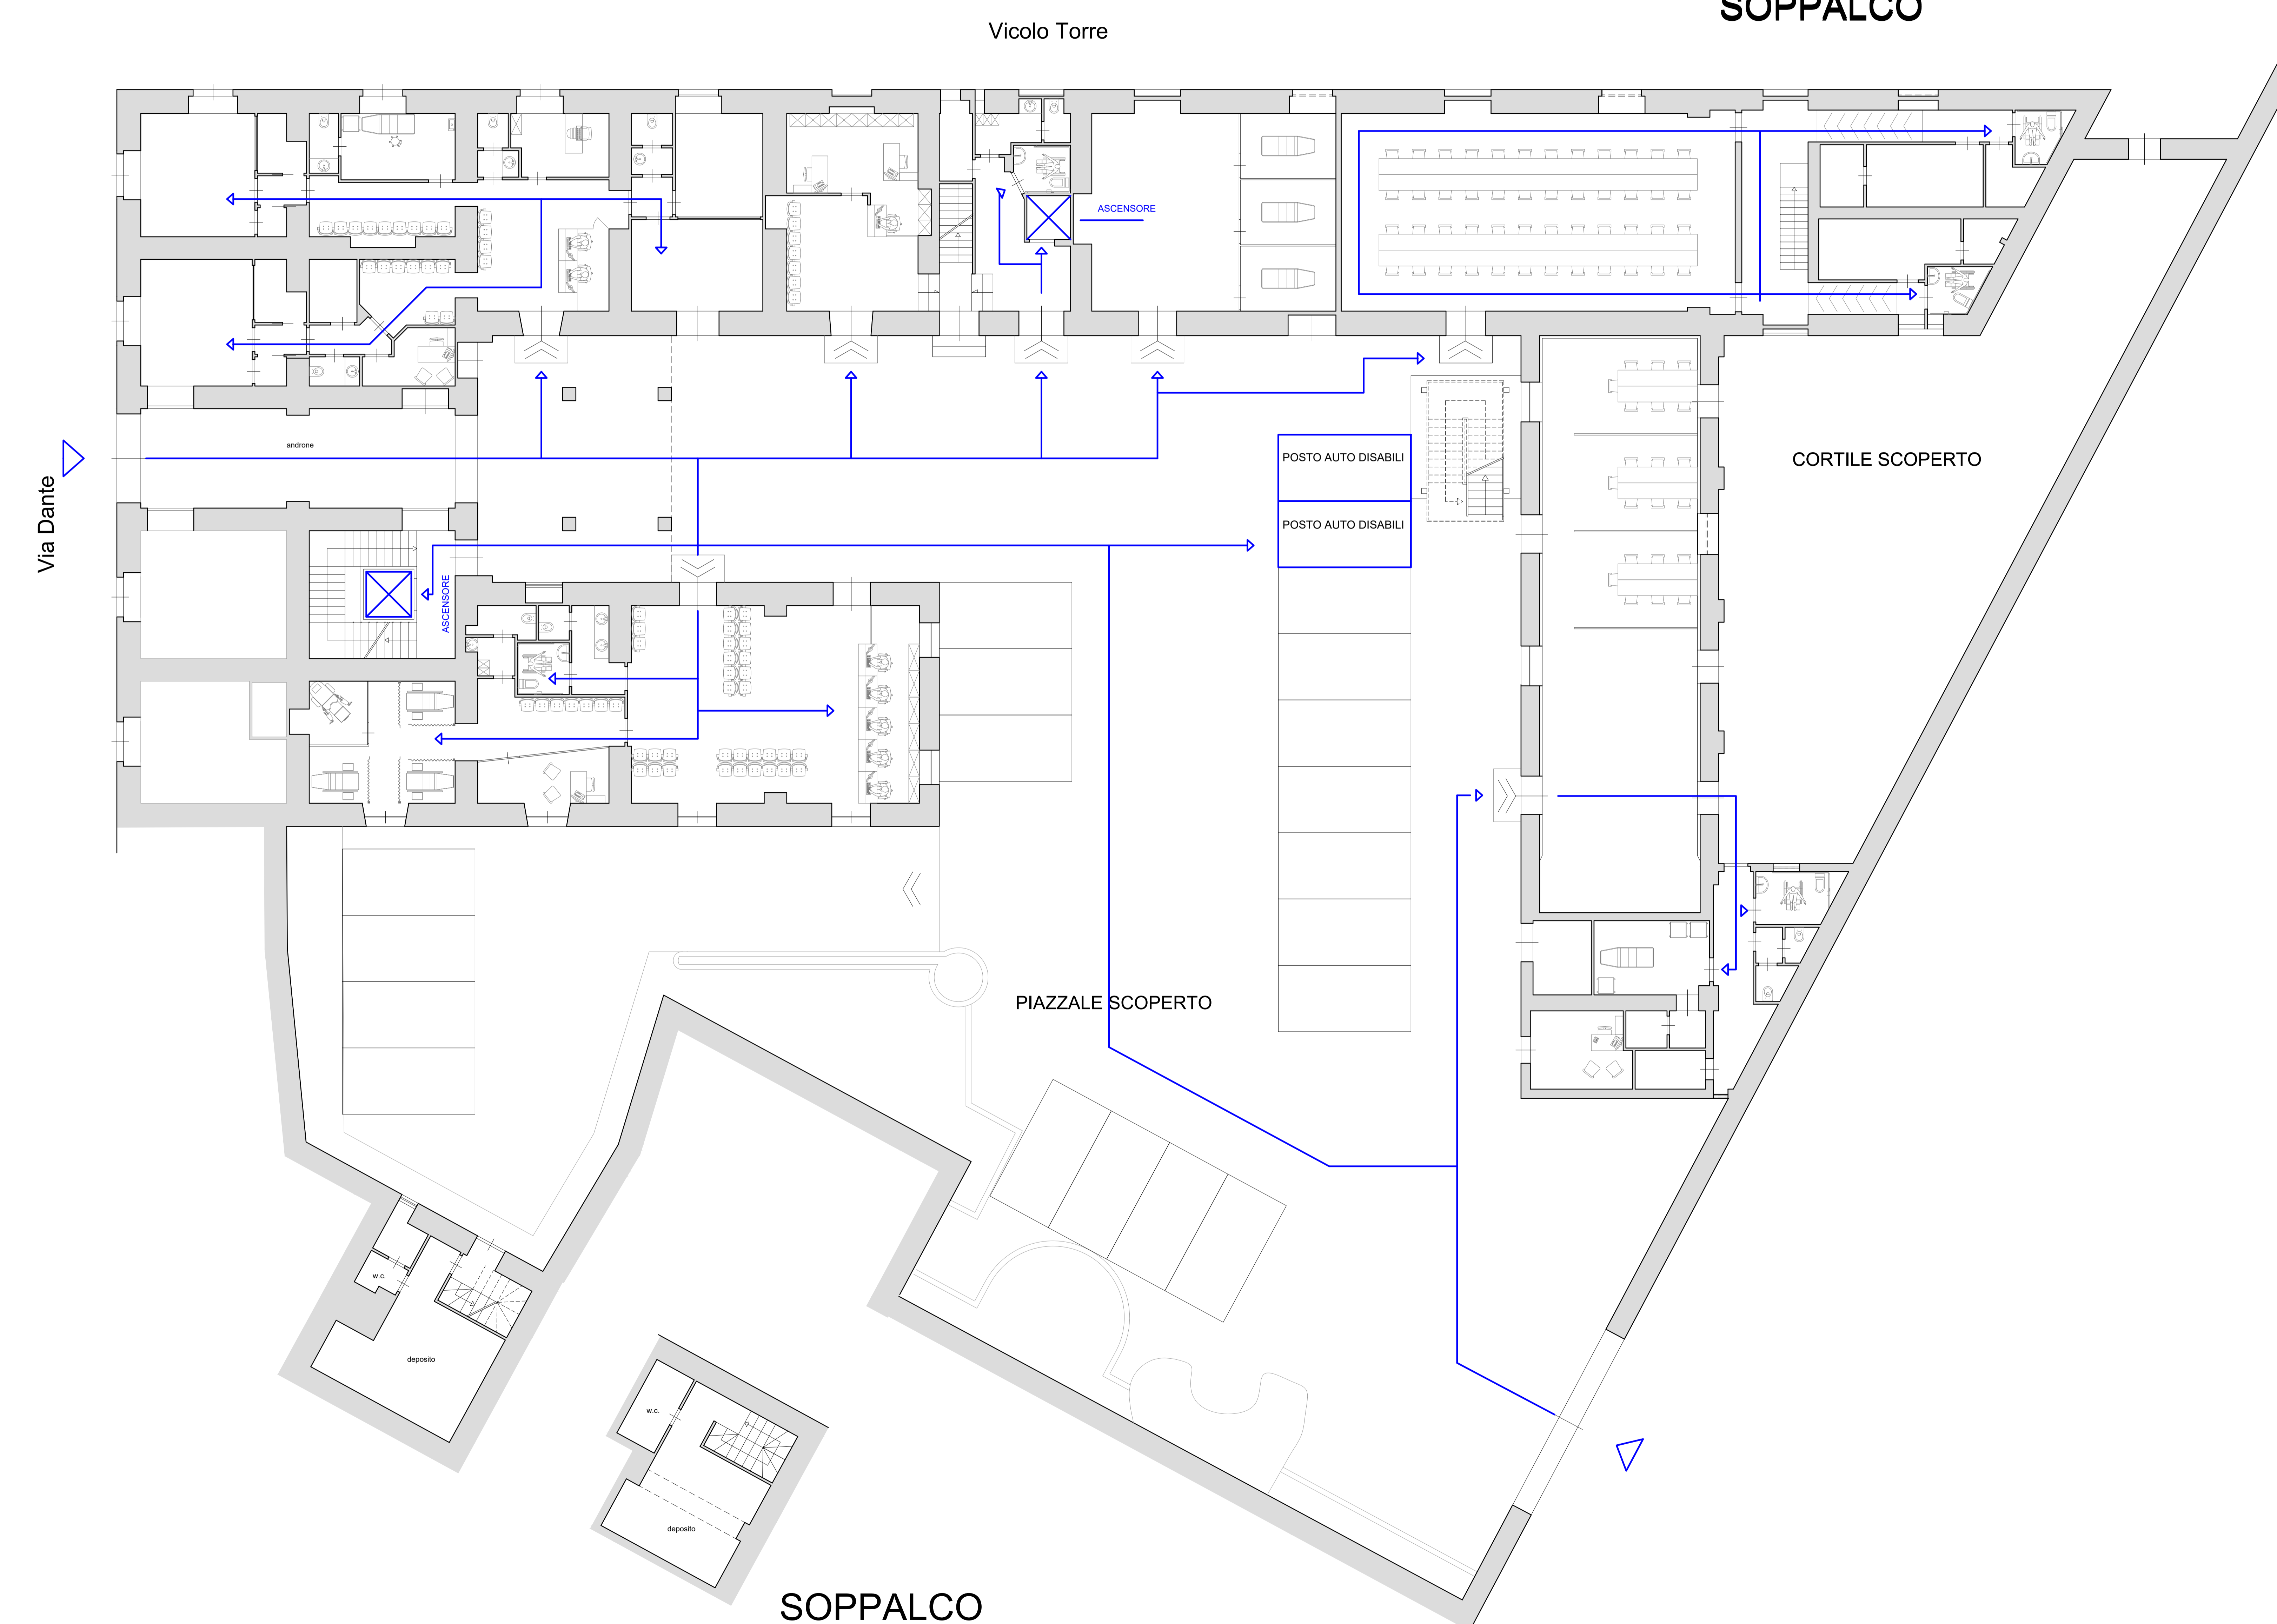 SOPPALCO
Vicolo Torre
ASCENSORE
androne
POSTO AUTO DISABILI
POSTO AUTO DISABILI
CORTILE SCOPERTO
Via Dante
ASCENSORE
PIAZZALE SCOPERTO
w.c.
deposito
w.c.
deposito
SOPPALCO